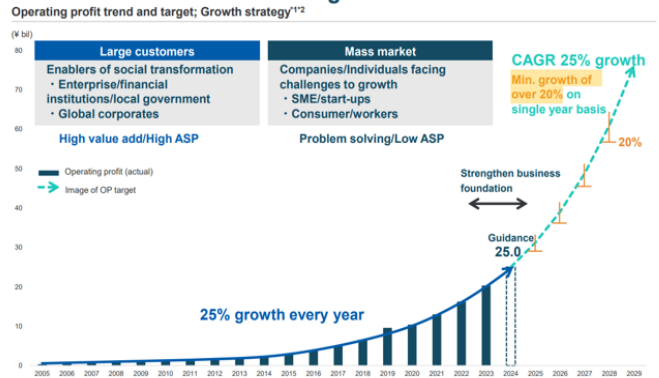 Operating profit trend and target; Growth strategy*1*2
(¥ bil)
80
70
60
50
40
30
20
10
0
Large customers
Enablers of social transformation
・Enterprise/financial
institutions/local government
・Global corporates
High value add/High ASP
Mass market
Companies/Individuals facing
challenges to growth
・SME/start-ups
・Consumer/workers
Problem solving/Low ASP
CAGR 25% growth
Min. growth of
over 20% on
single year basis
20%
Operating profit (actual)
Image of OP target
Strengthen business
foundation
Guidance
25.0
25% growth every year
2005 2006 2007 2008 2009 2010 2011 2012 2013 2014 2015 2016 2017 2018 2019 2020 2021 2022 2023 2024 2025 2026 2027 2028 2029